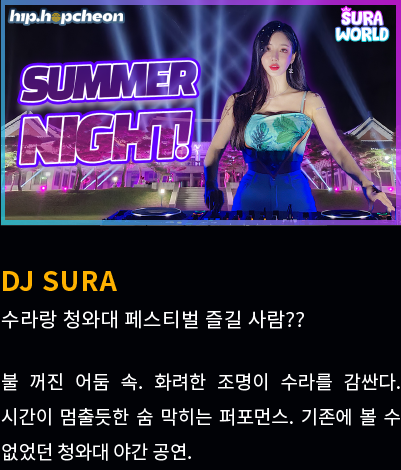 hip.hapcheon
SURA
WORLD
SUMMER
NIGHT!
DJ SURA
수라랑 청와대 페스티벌 즐길 사람??
불 꺼진 어둠 속. 화려한 조명이 수라를 감싼다.
시간이 멈출듯한 숨 막히는 퍼포먼스. 기존에 볼 수
없었던 청와대 야간 공연.